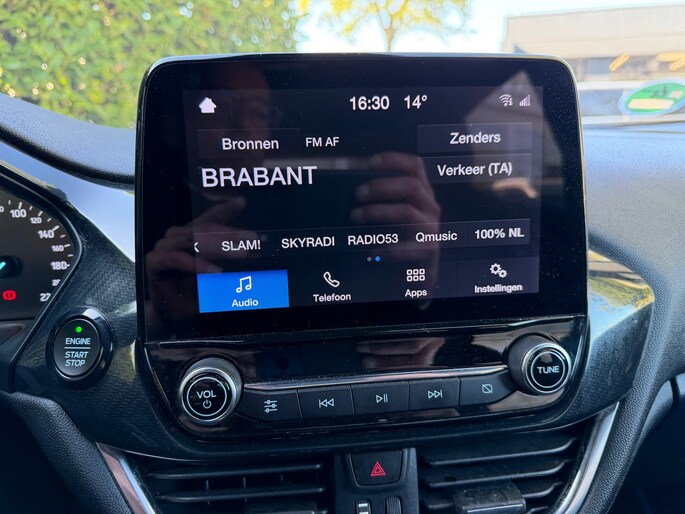 16:30 14°
Bronnen FM AF Zenders
BRABANT Verkeer (TA)
SLAM! SKYRADI RADIO53 Qmusic 100% NL
Audio Telefoon Apps Instellingen
100
120
140
180
ENGINE
START
STOP
VOL
TUNE